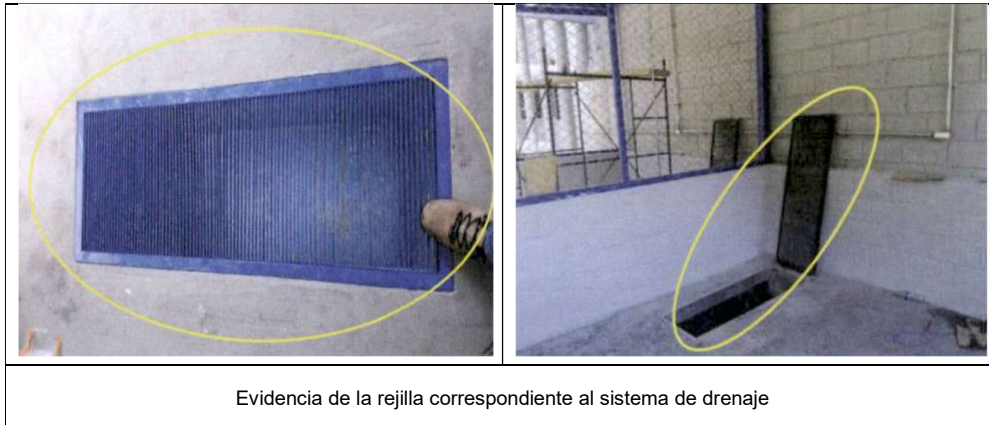 Evidencia de la rejilla correspondiente al sistema de drenaje